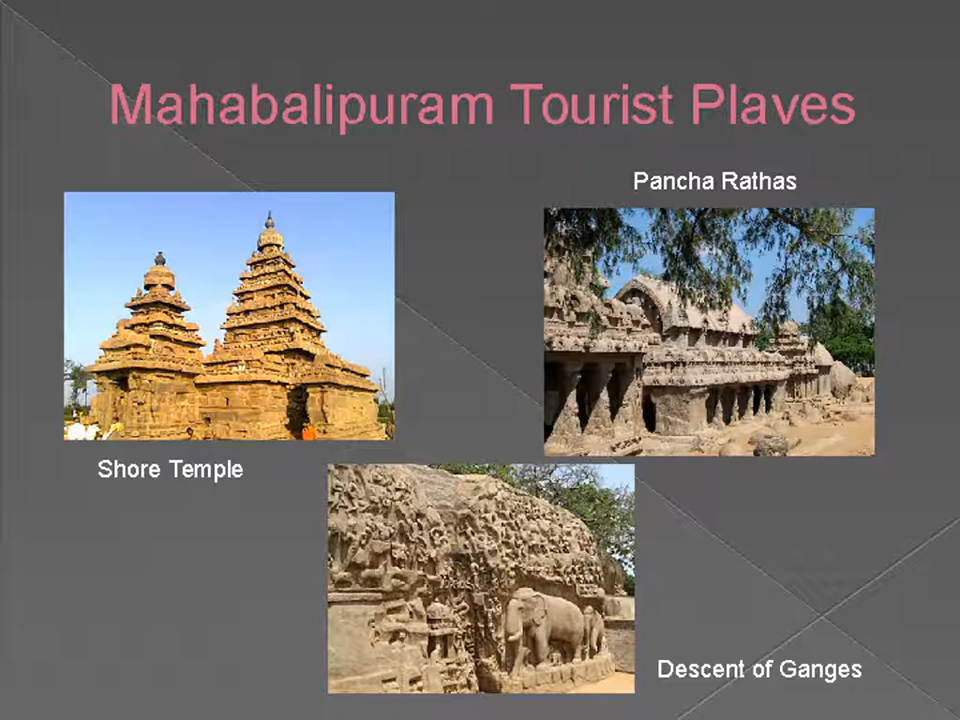 Mahabalipuram Tourist Plaves
Pancha Rathas
Shore Temple
Descent of Ganges